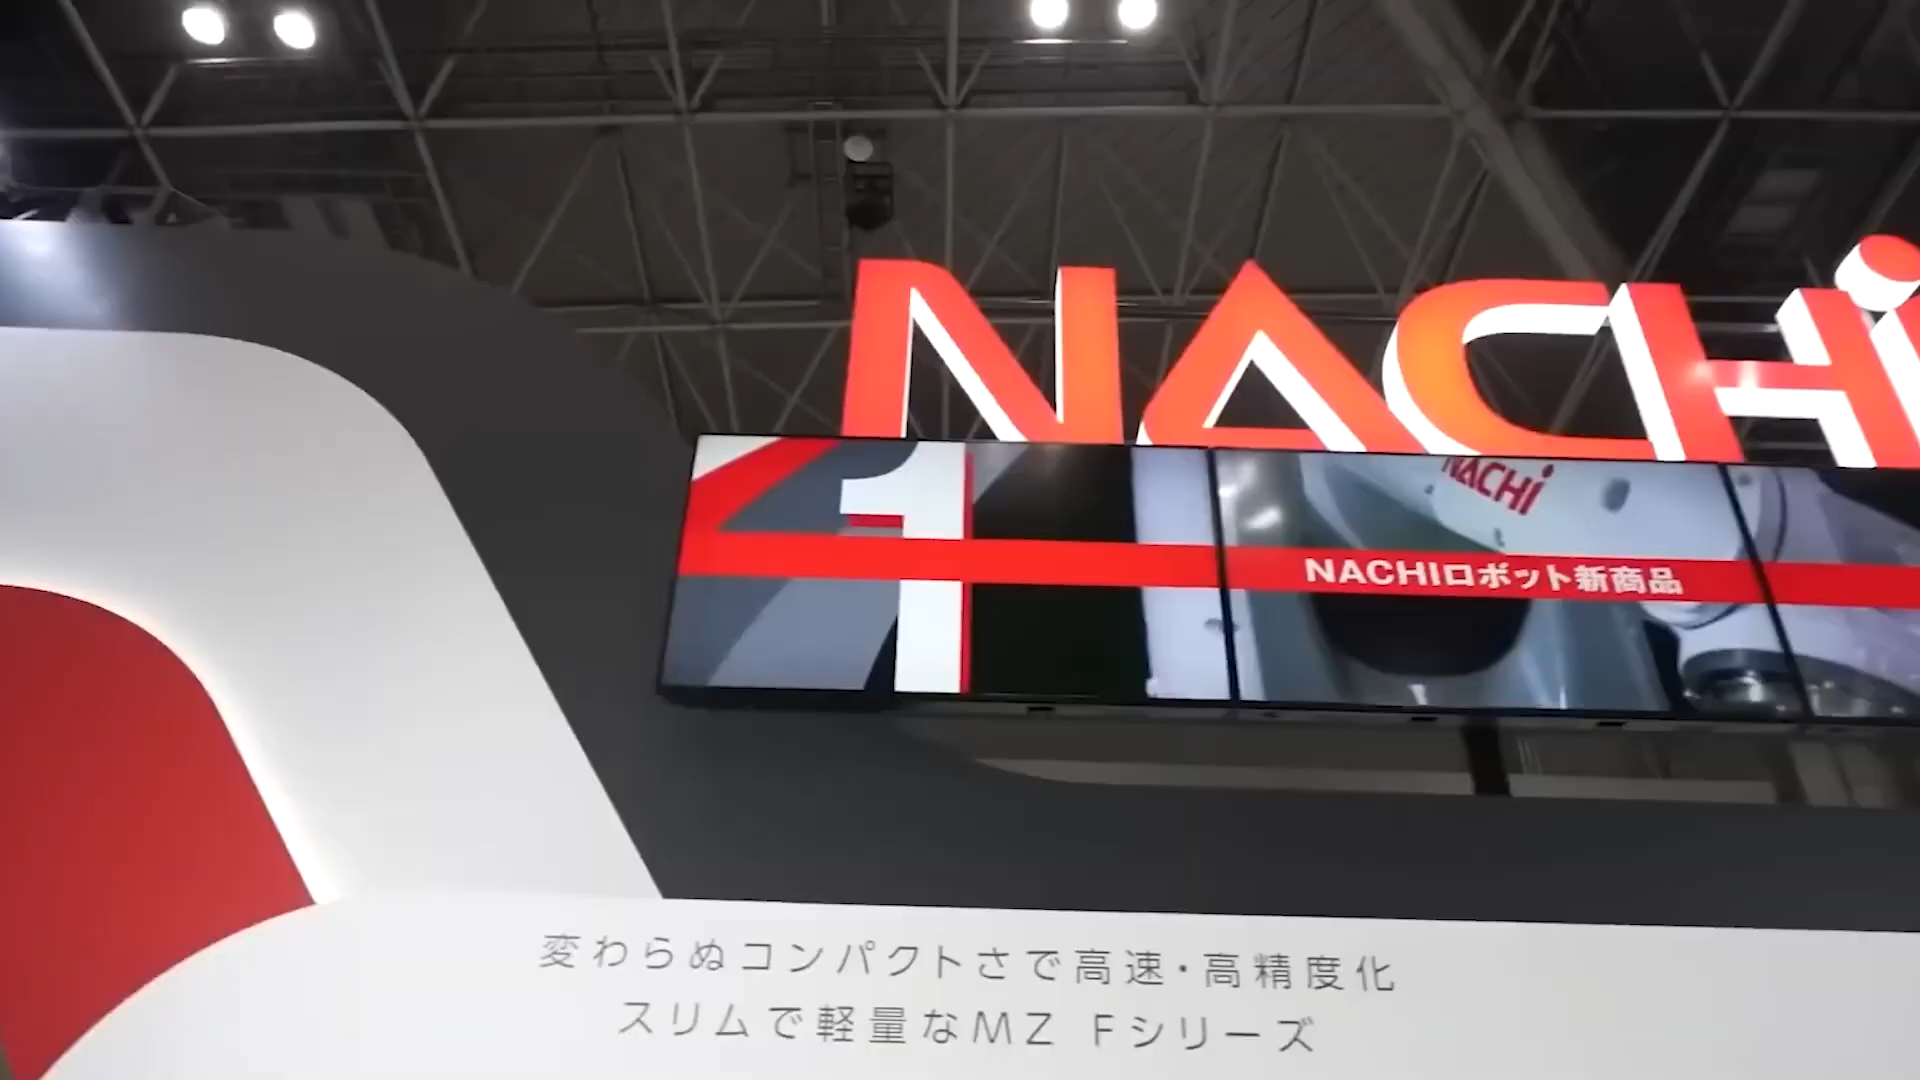 NACHi
1
NACHi
NACHIロボット新商品
変わらぬコンパクトさで高速・高精度化
スリムで軽量なMZ Fシリーズ